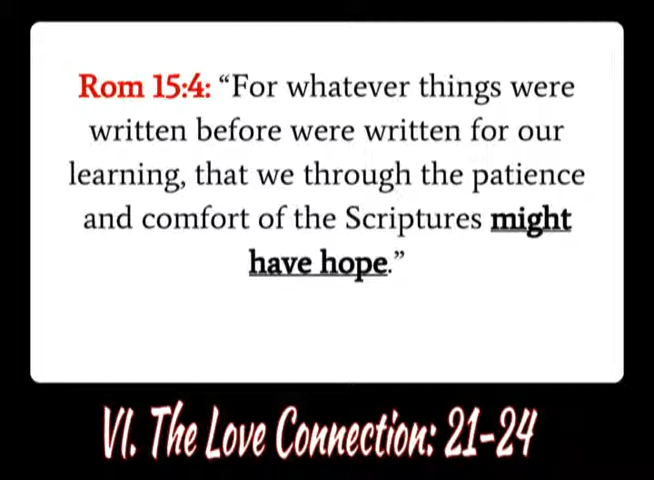 Rom 15:4: “For whatever things were
written before were written for our
learning, that we through the patience
and comfort of the Scriptures might
have hope.”
VI. The Love Connection: 21-24